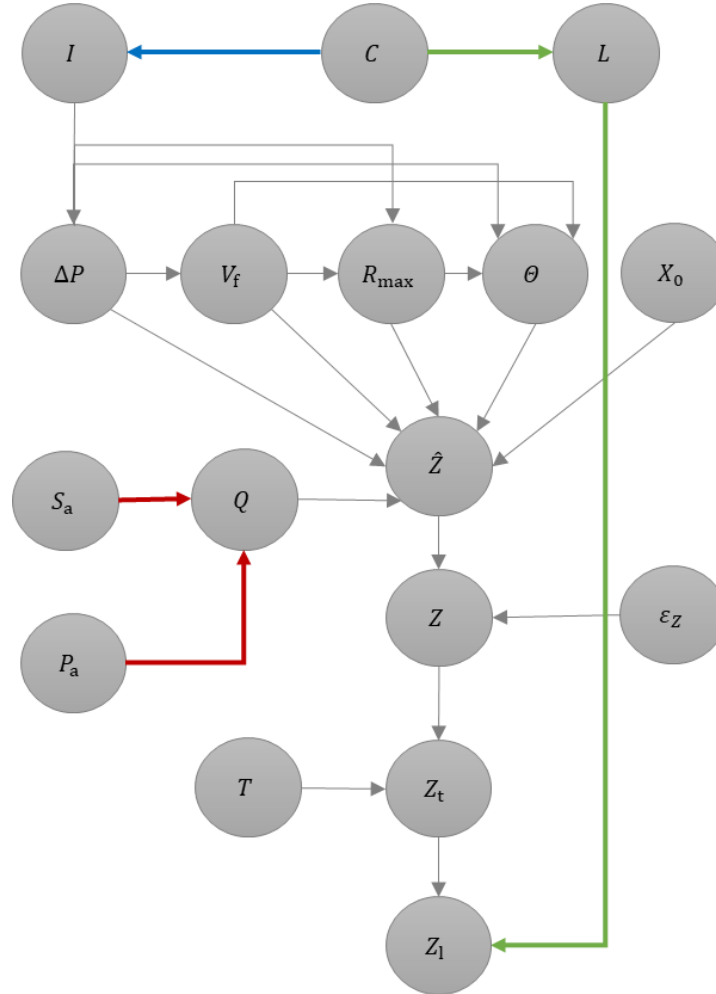 I C L
ΔP V_f R_max Θ X_0
Ẑ
S_a Q
Z ε_Z
P_a
T Z_t
Z_l